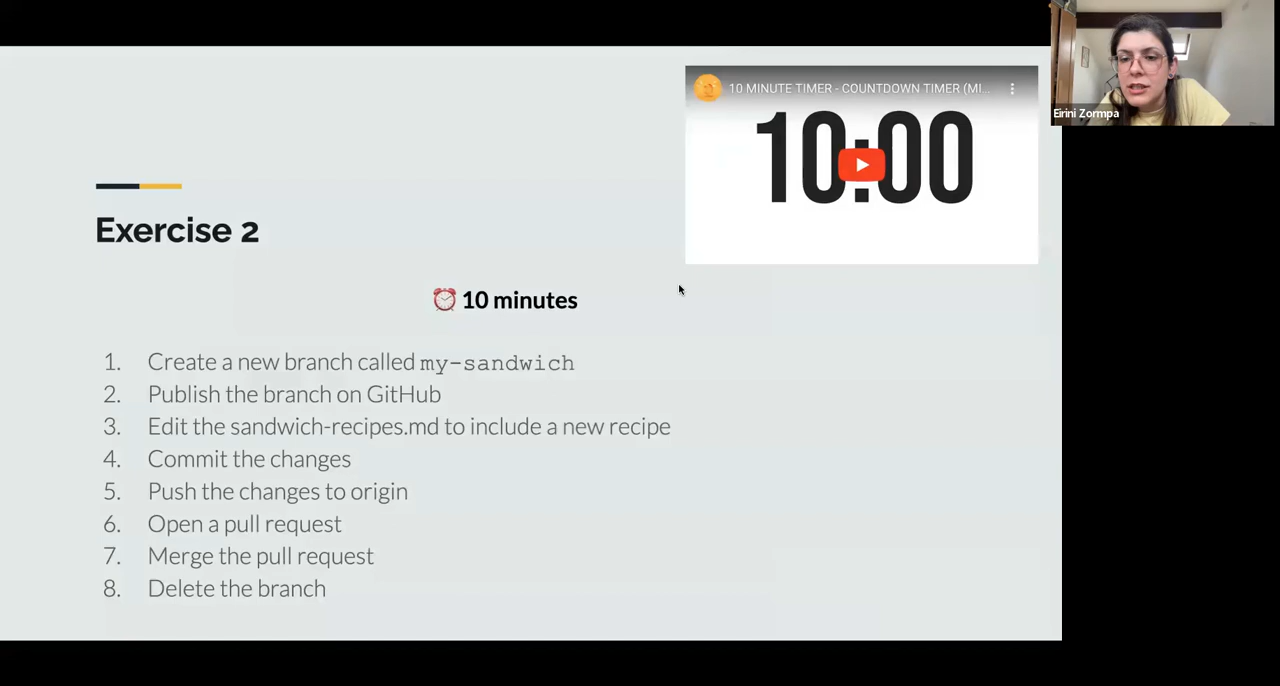 10 MINUTE TIMER - COUNTDOWN TIMER (MI...
10:00
Eirini Zormpa
Exercise 2
⏰ 10 minutes
1. Create a new branch called my-sandwich
2. Publish the branch on GitHub
3. Edit the sandwich-recipes.md to include a new recipe
4. Commit the changes
5. Push the changes to origin
6. Open a pull request
7. Merge the pull request
8. Delete the branch